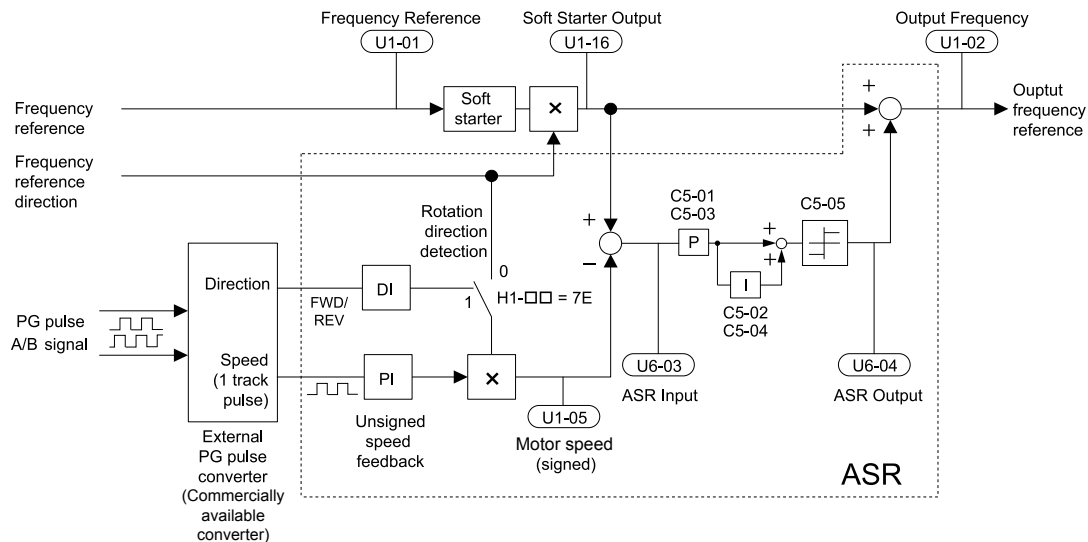 Frequency Reference
U1-01
Soft Starter Output
U1-16
Output Frequency
U1-02
Frequency
reference
Soft
starter
×
+
+
Ouptut
frequency
reference
Frequency
reference
direction
Rotation
direction
detection
+
−
C5-01
C5-03
P
+
+
C5-05
I
C5-02
C5-04
0
1
H1-□□ = 7E
Direction
DI
FWD/
REV
PG pulse
A/B signal
Speed
(1 track
pulse)
PI
×
U6-03
ASR Input
U6-04
ASR Output
U1-05
Motor speed
(signed)
Unsigned
speed
feedback
External
PG pulse
converter
(Commercially
available
converter)
ASR